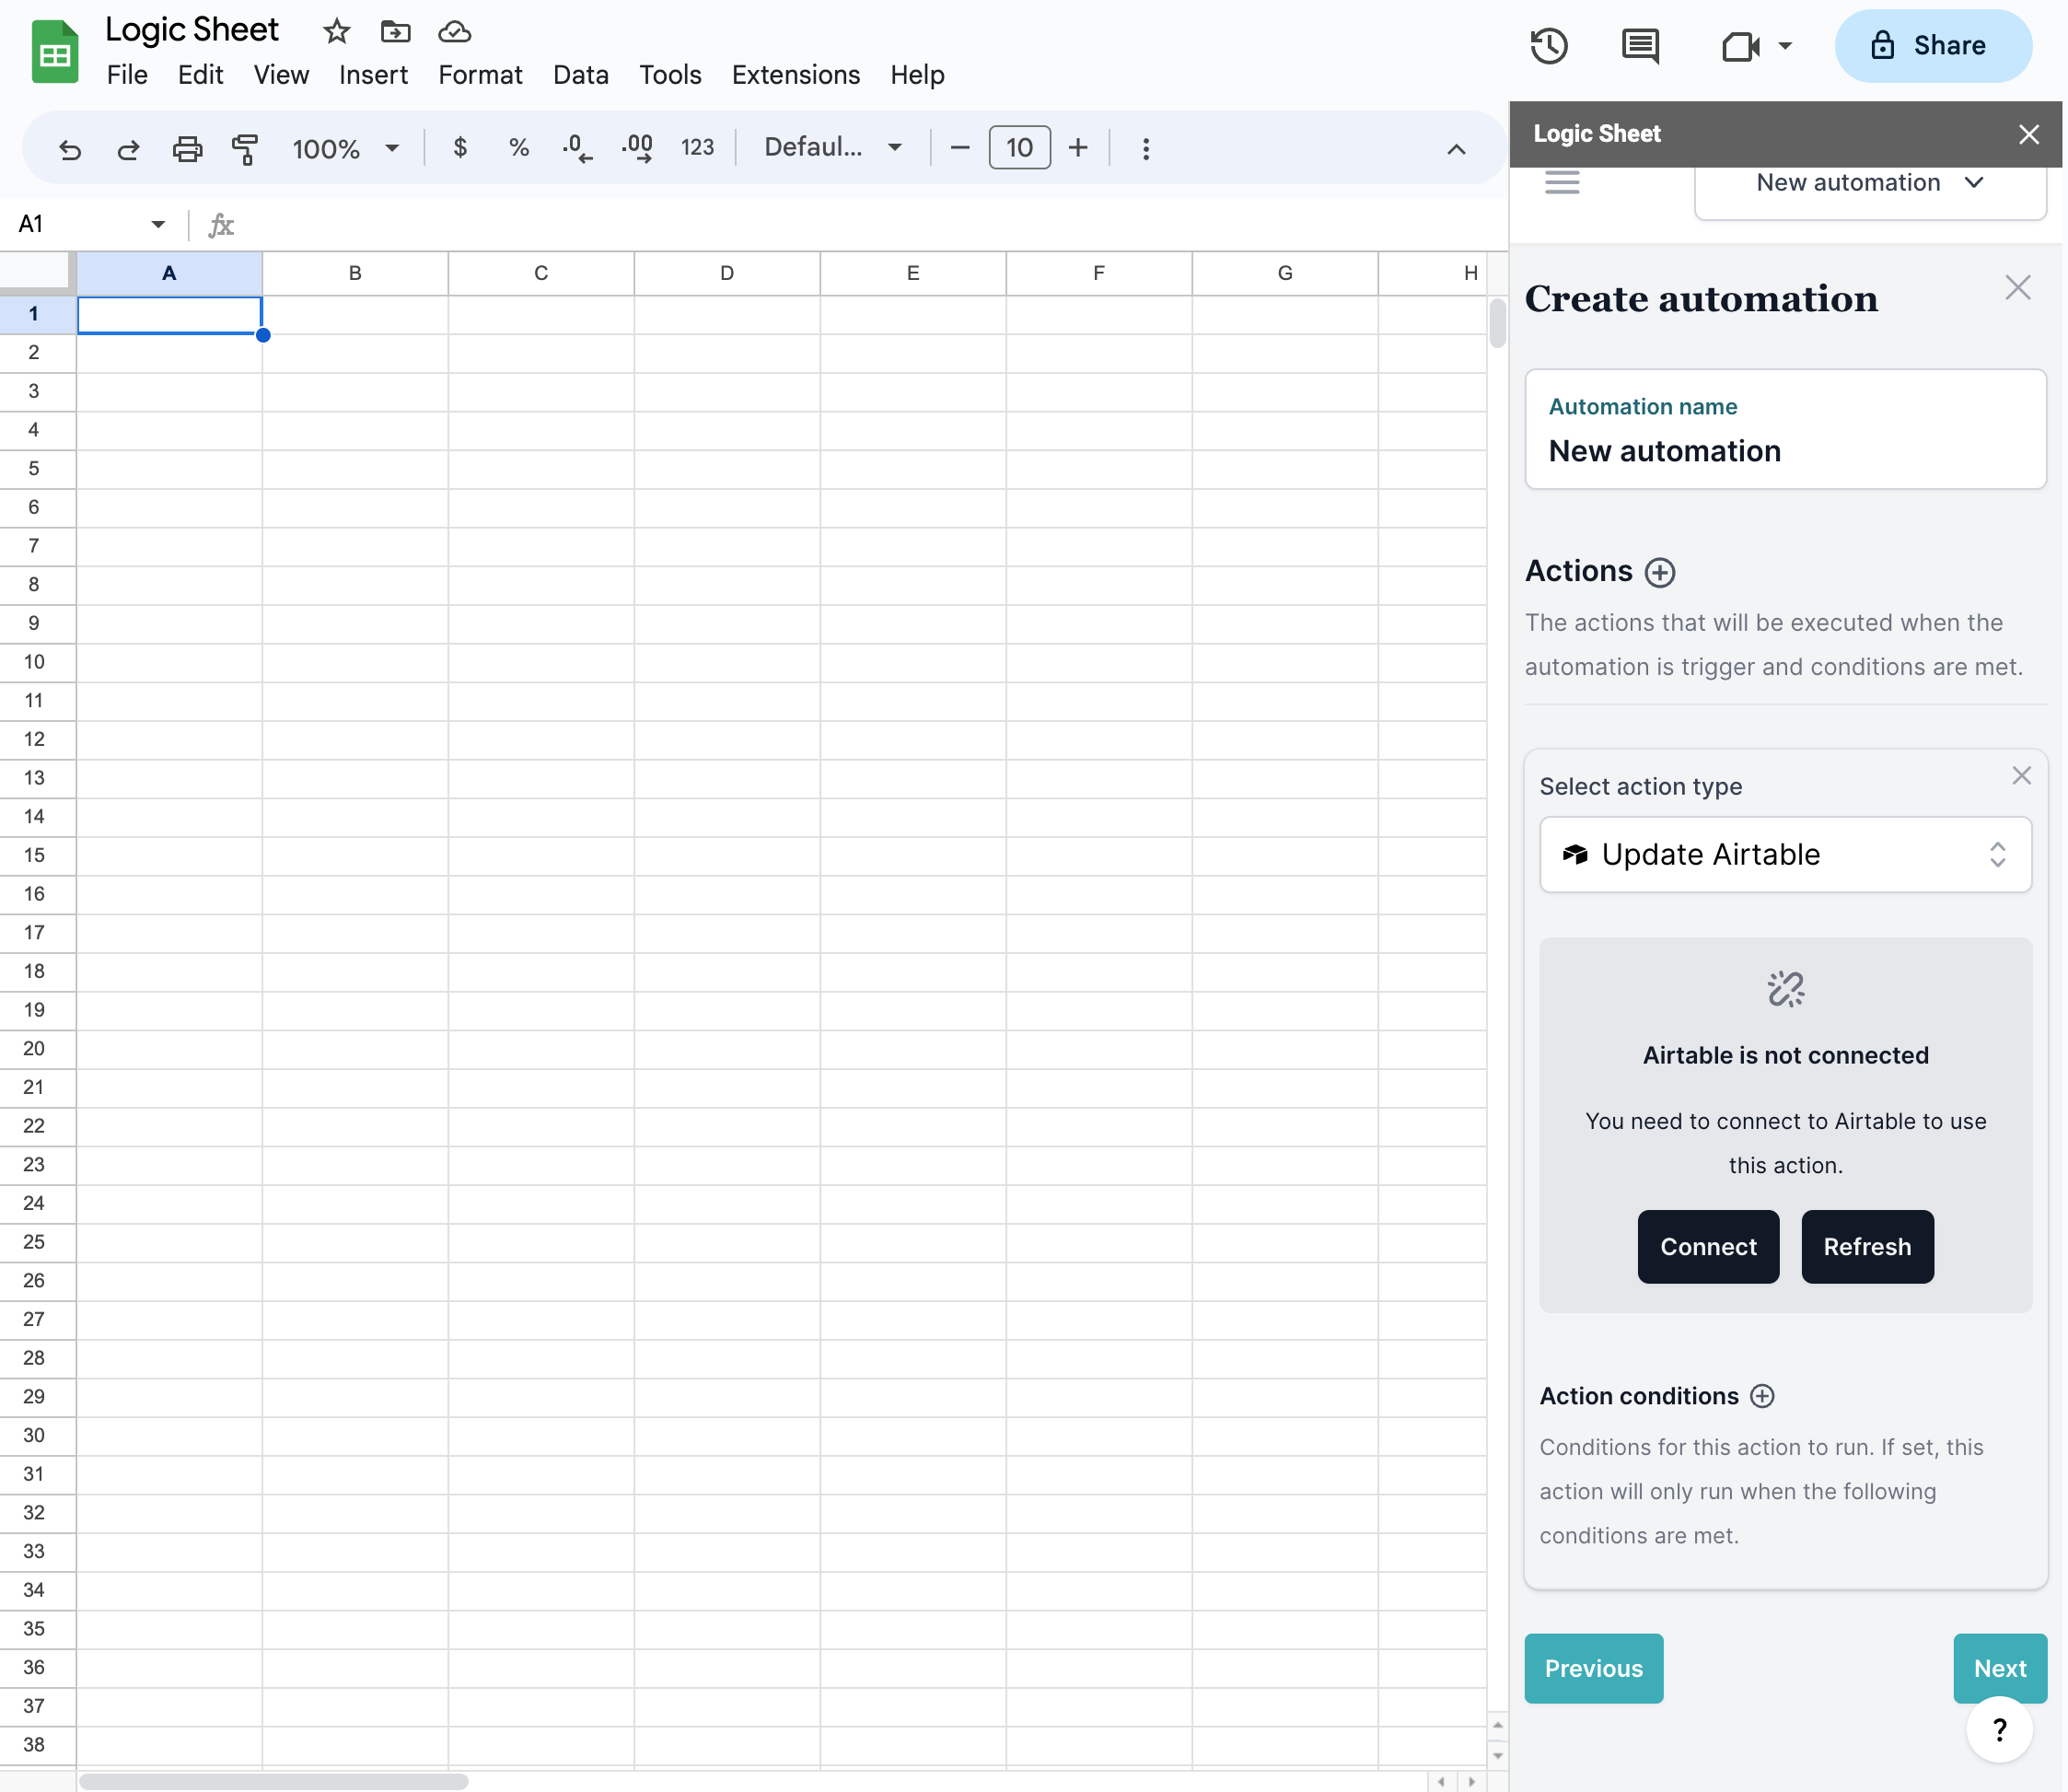 Logic Sheet
File Edit View Insert Format Data Tools Extensions Help
Share
100% $ % .0 .00 123 Defaul... 10
A1 fx
A B C D E F G H
1
2
3
4
5
6
7
8
9
10
11
12
13
14
15
16
17
18
19
20
21
22
23
24
25
26
27
28
29
30
31
32
33
34
35
36
37
38
Logic Sheet
New automation
Create automation
Automation name
New automation
Actions
The actions that will be executed when the
automation is trigger and conditions are met.
Select action type
Update Airtable
Airtable is not connected
You need to connect to Airtable to use
this action.
Connect Refresh
Action conditions
Conditions for this action to run. If set, this
action will only run when the following
conditions are met.
Previous Next
?